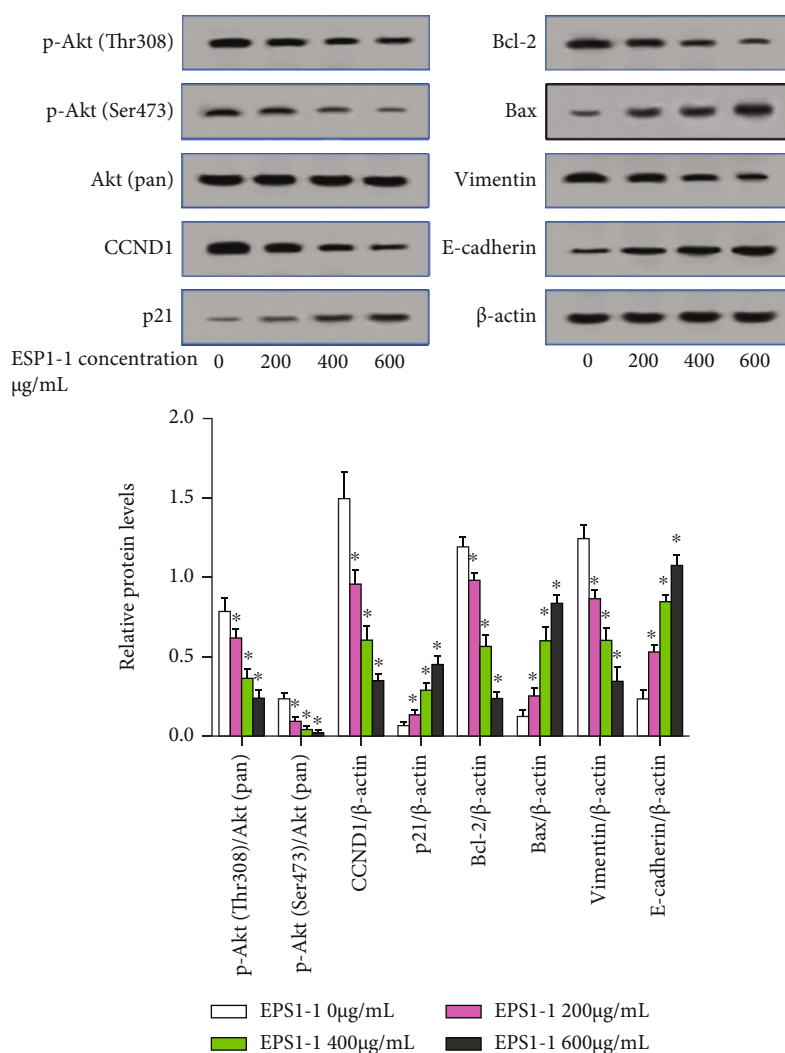 p-Akt (Thr308)
p-Akt (Ser473)
Akt (pan)
CCND1
p21
ESP1-1 concentration
μg/mL
0 200 400 600
Bcl-2
Bax
Vimentin
E-cadherin
β-actin
0 200 400 600
Relative protein levels
2.0
1.5
1.0
0.5
0.0
* * *
* * *
* * *
* * *
* * *
* * *
* * *
* * *
p-Akt (Thr308)/Akt (pan)
p-Akt (Ser473)/Akt (pan)
CCND1/β-actin
p21/β-actin
Bcl-2/β-actin
Bax/β-actin
Vimentin/β-actin
E-cadherin/β-actin
EPS1-1 0μg/mL
EPS1-1 200μg/mL
EPS1-1 400μg/mL
EPS1-1 600μg/mL